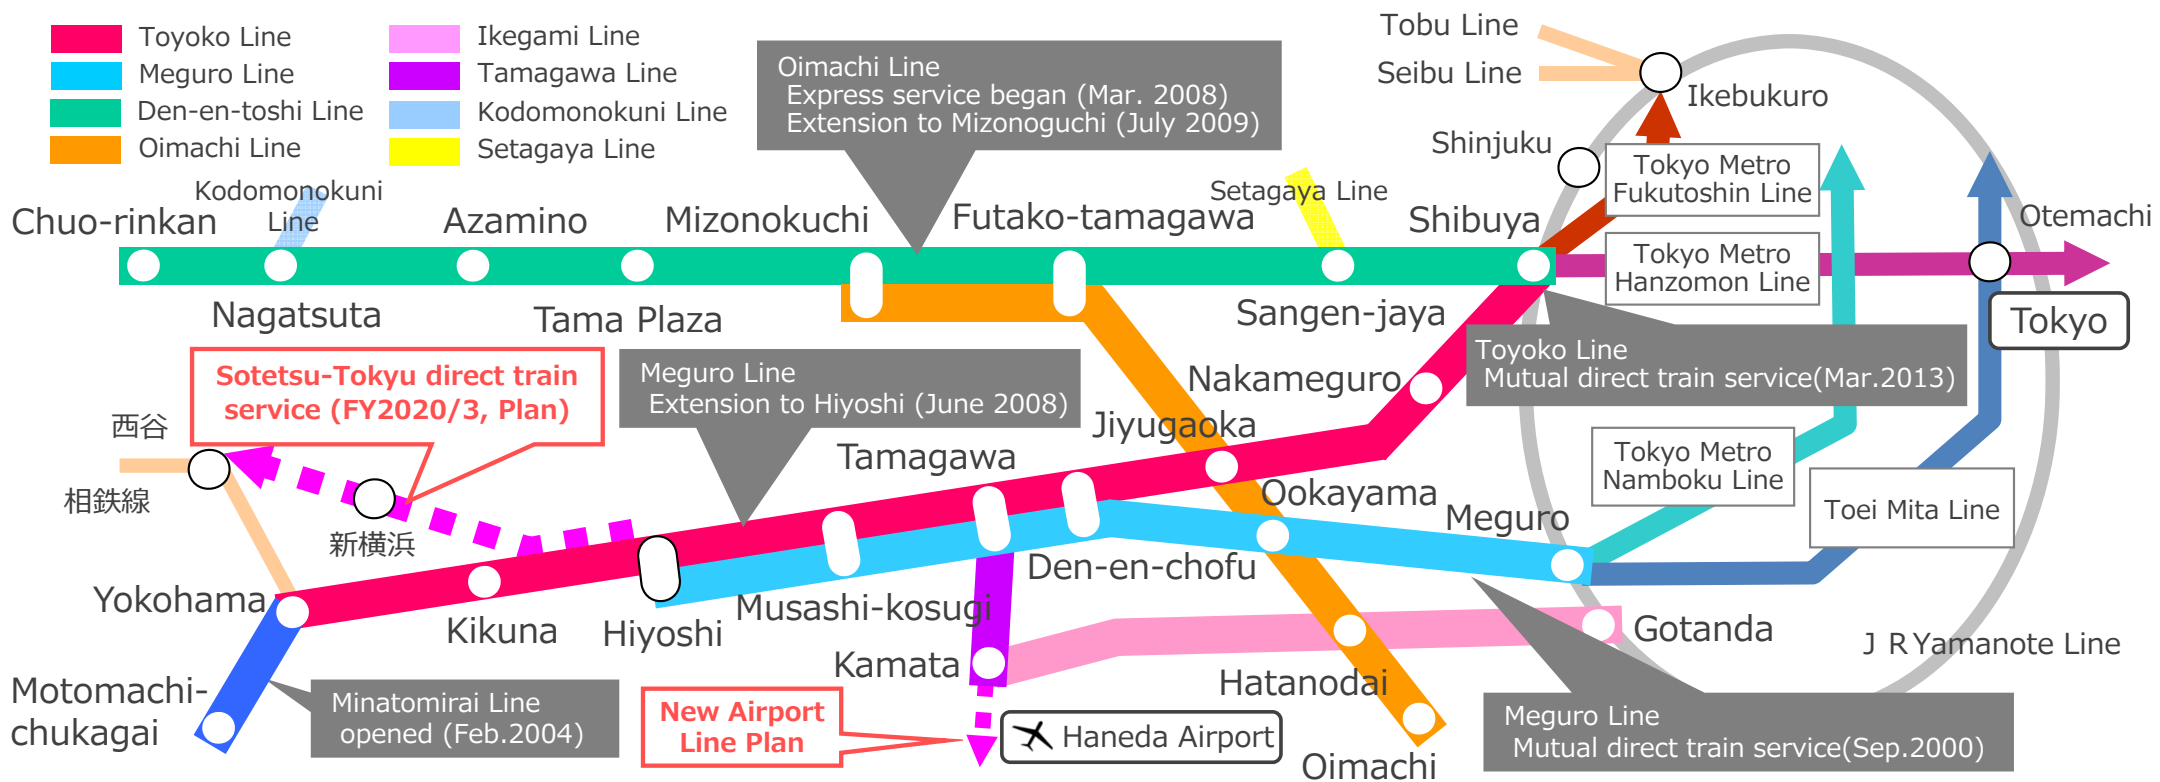 Toyoko Line
Meguro Line
Den-en-toshi Line
Oimachi Line
Ikegami Line
Tamagawa Line
Kodomonokuni Line
Setagaya Line
Oimachi Line
Express service began (Mar. 2008)
Extension to Mizonoguchi (July 2009)
Tobu Line
Seibu Line
Ikebukuro
Shinjuku
Tokyo Metro
Fukutoshin Line
Kodomonokuni
Line
Setagaya Line
Chuo-rinkan
Azamino
Mizonokuchi
Futako-tamagawa
Shibuya
Otemachi
Tokyo Metro
Hanzomon Line
Nagatsuta
Tama Plaza
Sangen-jaya
Tokyo
Sotetsu-Tokyu direct train
service (FY2020/3, Plan)
Meguro Line
Extension to Hiyoshi (June 2008)
Nakameguro
Toyoko Line
Mutual direct train service(Mar.2013)
西谷
相鉄線
新横浜
Tamagawa
Jiyugaoka
Ookayama
Meguro
Tokyo Metro
Namboku Line
Toei Mita Line
Yokohama
Kikuna
Hiyoshi
Musashi-kosugi
Den-en-chofu
Kamata
Gotanda
ＪＲYamanote Line
Motomachi-
chukagai
Minatomirai Line
opened (Feb.2004)
New Airport
Line Plan
Haneda Airport
Hatanodai
Oimachi
Meguro Line
Mutual direct train service(Sep.2000)